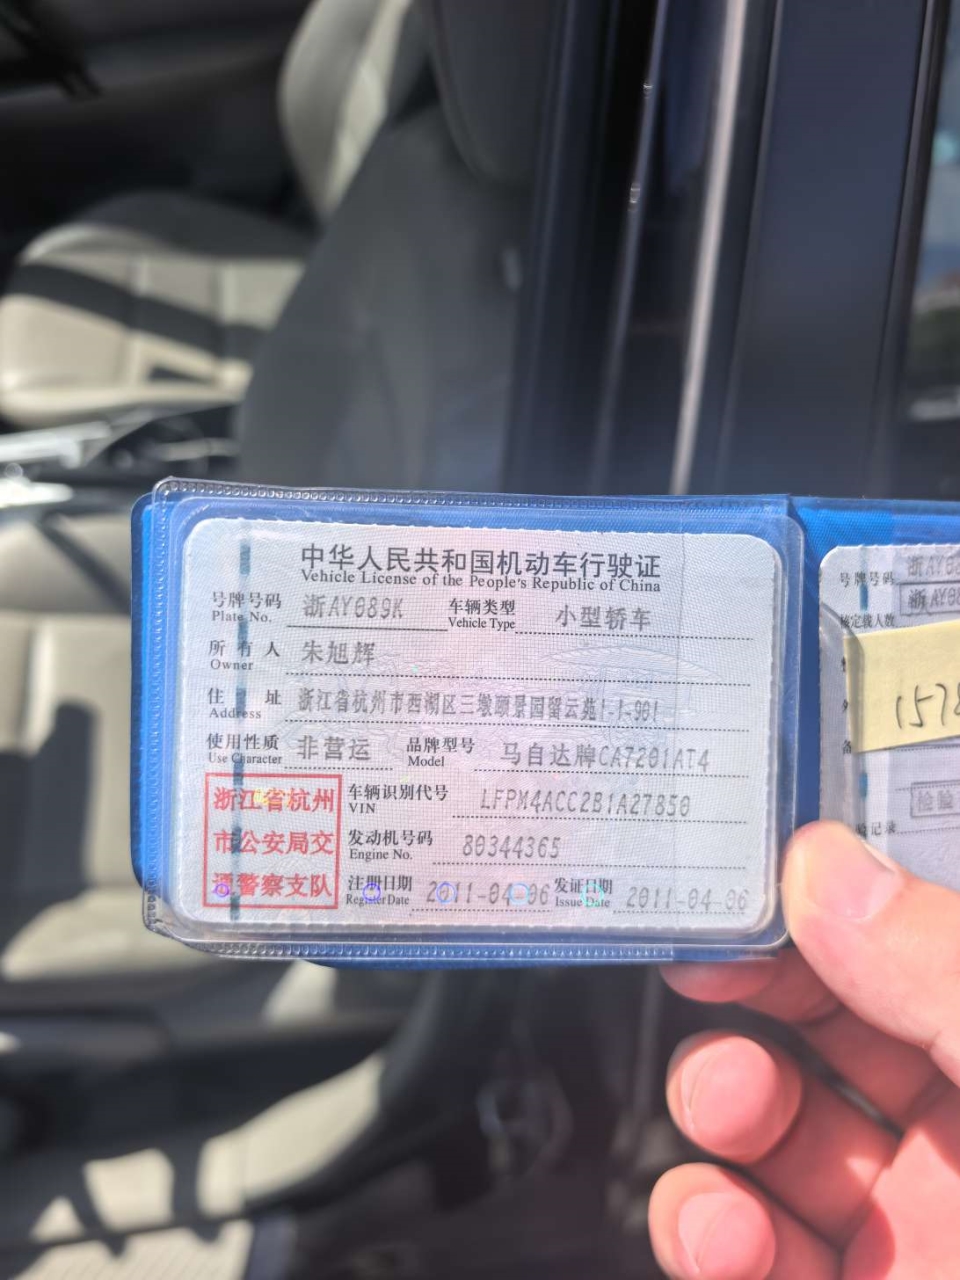 中华人民共和国机动车行驶证
Vehicle License of the People's Republic of China
号牌号码 浙AY689K 车辆类型 小型轿车
Plate No. Vehicle Type
所有人 朱旭辉
Owner
住址 浙江省杭州市西湖区三墩颐景园留云苑1-1-901
Address
使用性质 非营运 品牌型号 马自达牌CA7201AT4
Use Character Model
浙江省杭州
市公安局交
通警察支队
车辆识别代号 LFPM4ACC2B1A27850
VIN
发动机号码 80344365
Engine No.
注册日期 2011-04-06 发证日期 2011-04-06
Register Date Issue Date
号牌号码 浙AY68
浙AY68
核定载人数
1578
检验